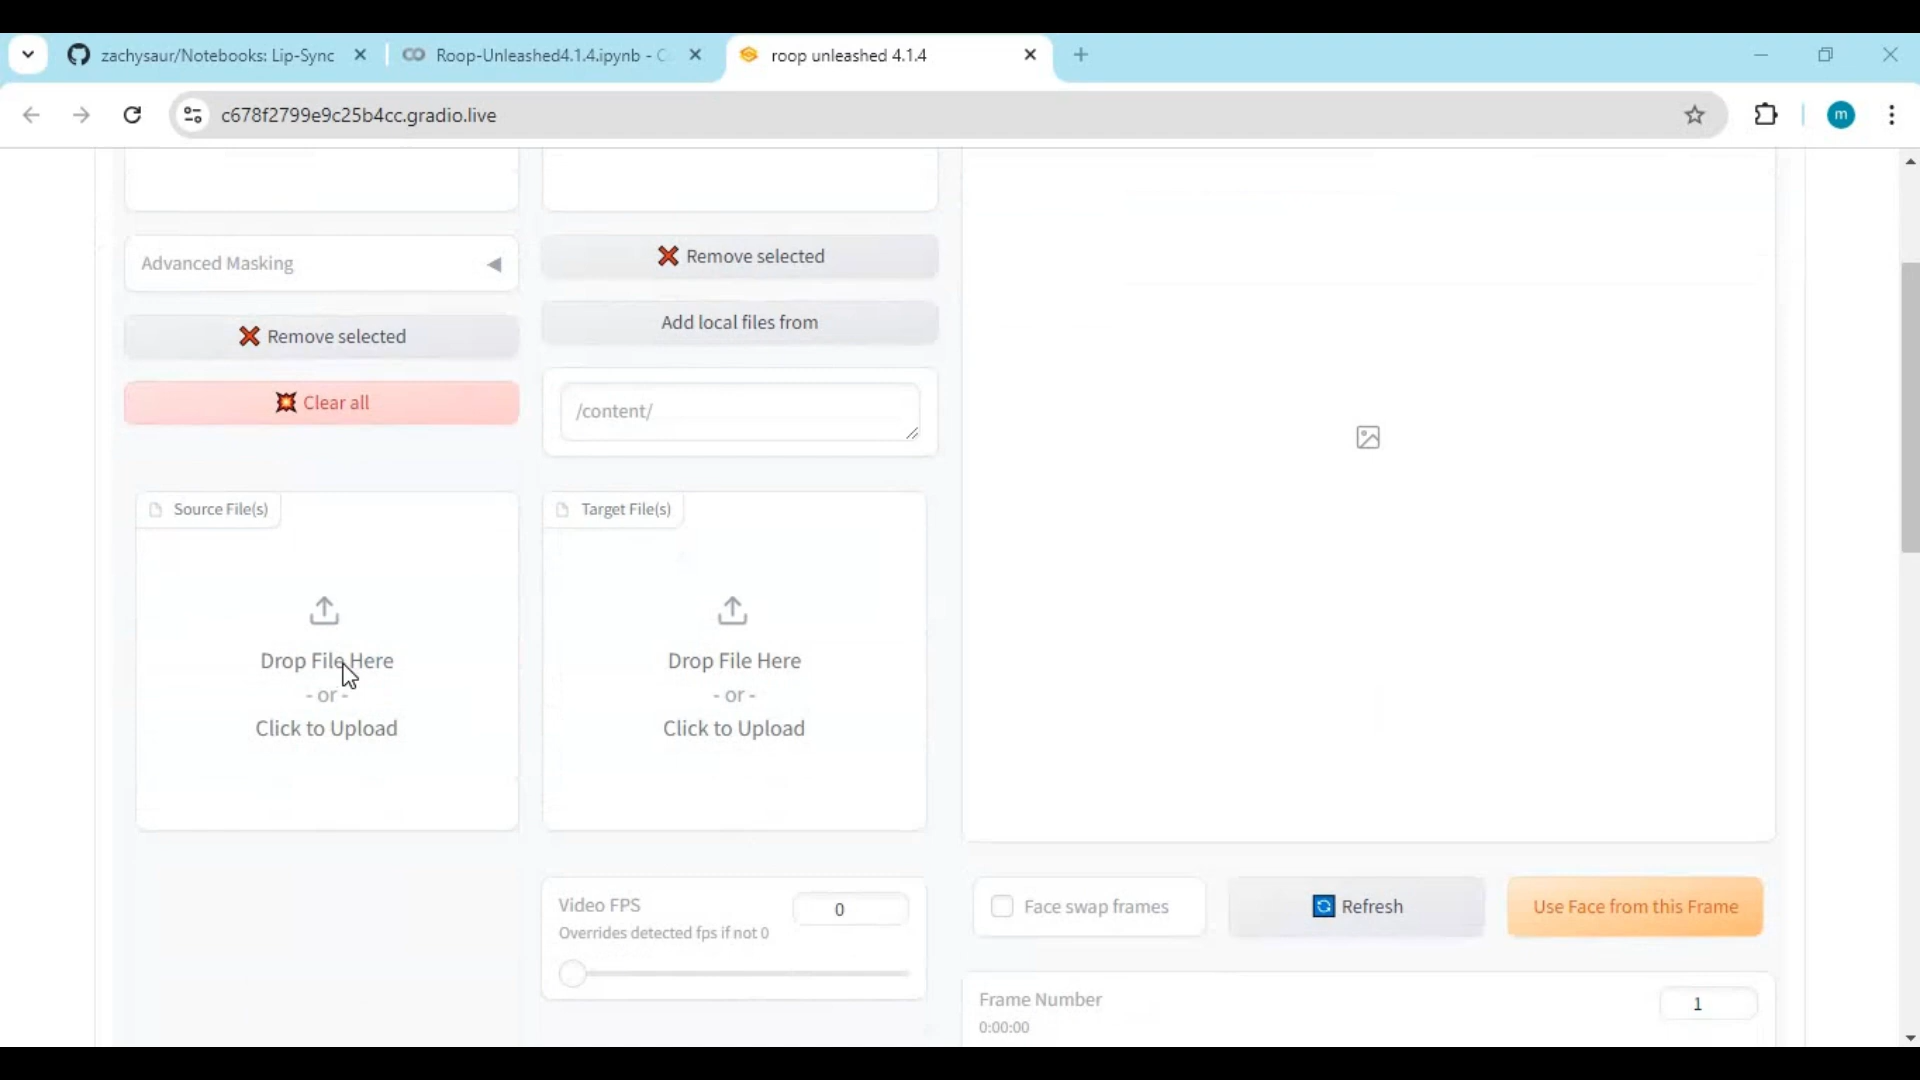 zachysaur/Notebooks: Lip-Sync
Roop-Unleashed4.1.4.ipynb - C
roop unleashed 4.1.4
c678f2799e9c25b4cc.gradio.live
m
Advanced Masking
Remove selected
Clear all
Remove selected
Add local files from
/content/
Source File(s)
Drop File Here
- or -
Click to Upload
Target File(s)
Drop File Here
- or -
Click to Upload
Video FPS
0
Overrides detected fps if not 0
Face swap frames
Refresh
Use Face from this Frame
Frame Number
1
0:00:00